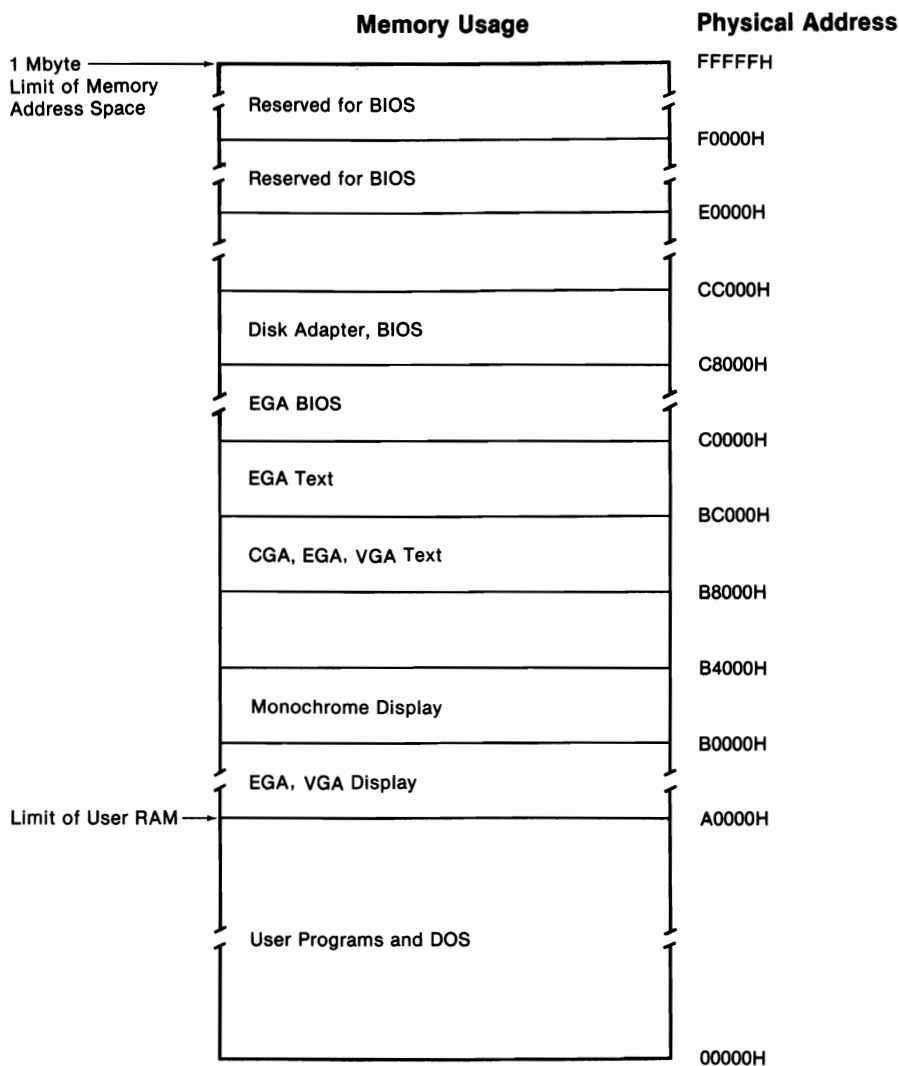 Memory Usage
Physical Address
1 Mbyte
Limit of Memory
Address Space
FFFFFH
Reserved for BIOS
F0000H
Reserved for BIOS
E0000H
CC000H
Disk Adapter, BIOS
C8000H
EGA BIOS
C0000H
EGA Text
BC000H
CGA, EGA, VGA Text
B8000H
B4000H
Monochrome Display
B0000H
EGA, VGA Display
Limit of User RAM
A0000H
User Programs and DOS
00000H